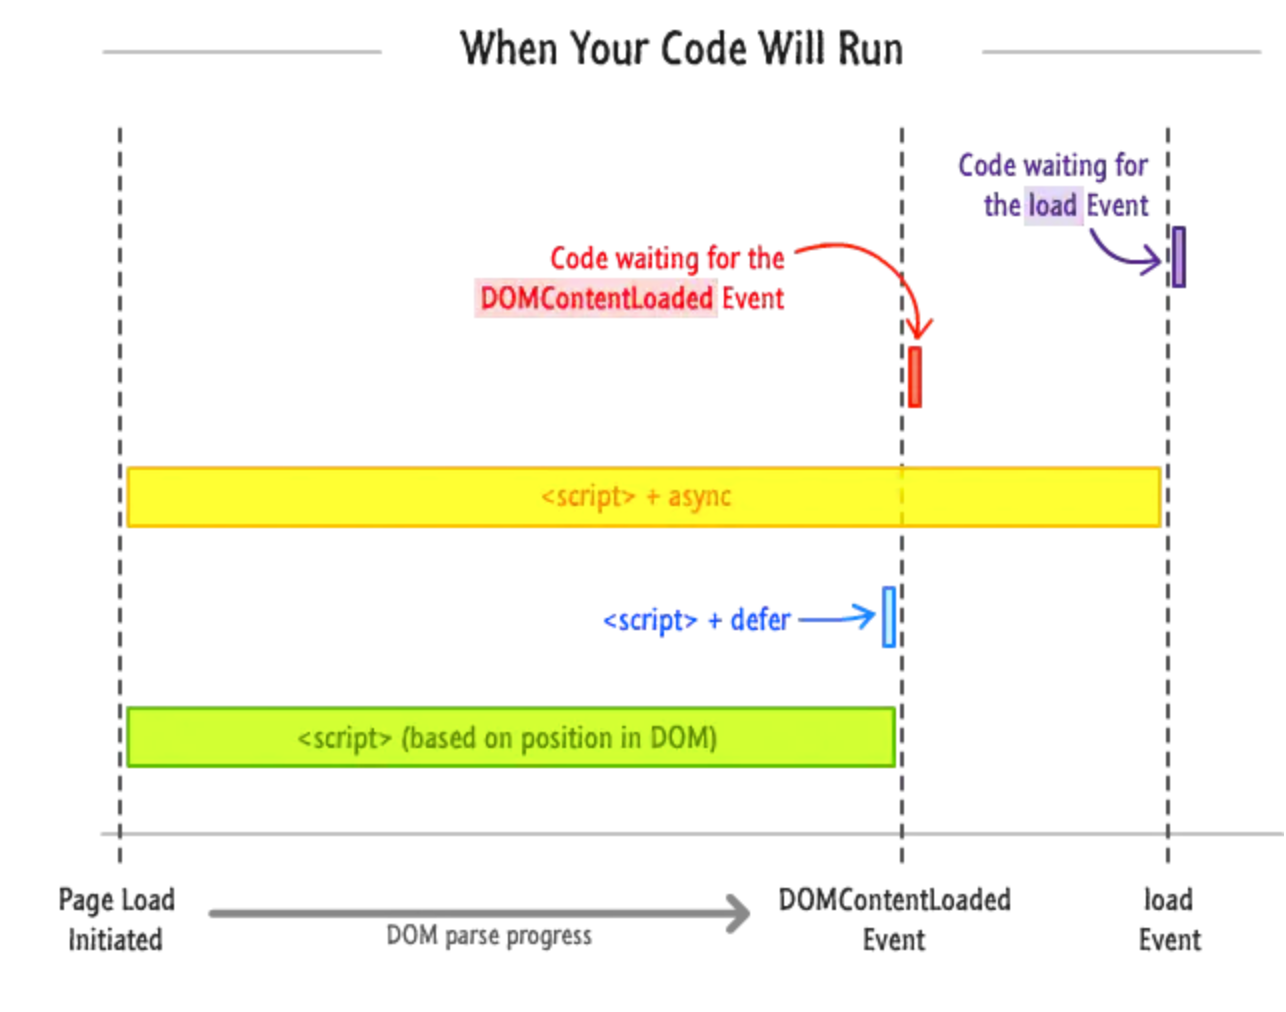 When Your Code Will Run
Code waiting for
the load Event
Code waiting for the
DOMContentLoaded Event
<script> + async
<script> + defer
<script> (based on position in DOM)
Page Load
Initiated
DOM parse progress
DOMContentLoaded
Event
load
Event